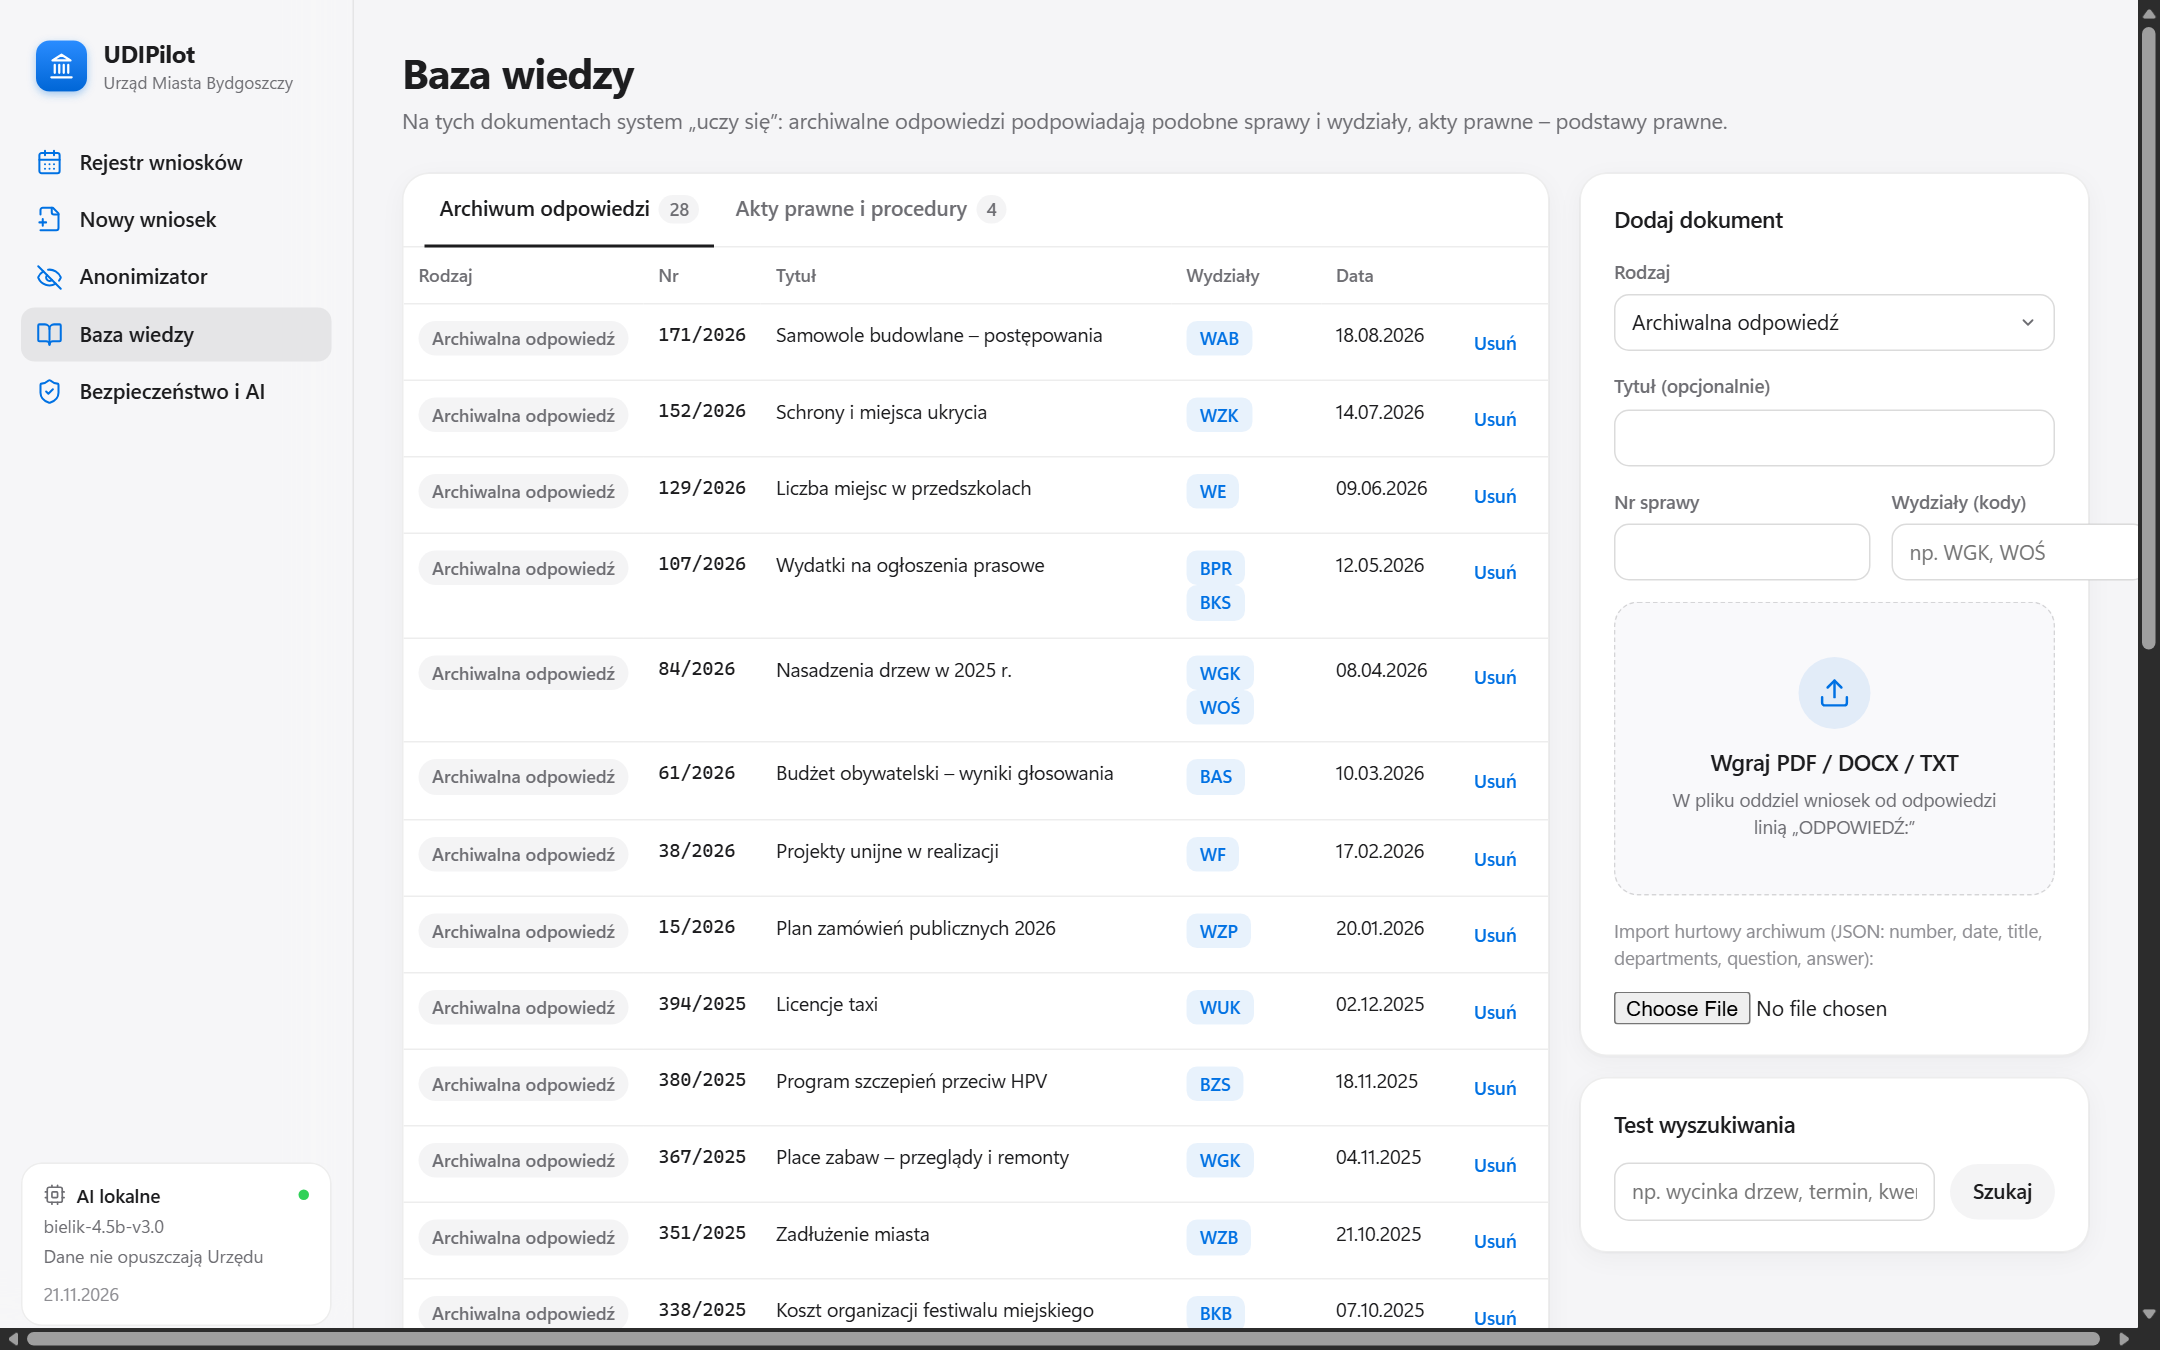 UDIPilot
Urząd Miasta Bydgoszczy
Rejestr wniosków
Nowy wniosek
Anonimizator
Baza wiedzy
Bezpieczeństwo i AI
AI lokalne
bielik-4.5b-v3.0
Dane nie opuszczają Urzędu
21.11.2026
Baza wiedzy
Na tych dokumentach system „uczy się”: archiwalne odpowiedzi podpowiadają podobne sprawy i wydziały, akty prawne – podstawy prawne.
Archiwum odpowiedzi 28 Akty prawne i procedury 4
Rodzaj Nr Tytuł Wydziały Data
Archiwalna odpowiedź 171/2026 Samowole budowlane – postępowania WAB 18.08.2026 Usuń
Archiwalna odpowiedź 152/2026 Schrony i miejsca ukrycia WZK 14.07.2026 Usuń
Archiwalna odpowiedź 129/2026 Liczba miejsc w przedszkolach WE 09.06.2026 Usuń
Archiwalna odpowiedź 107/2026 Wydatki na ogłoszenia prasowe BPR 12.05.2026 Usuń
BKS
Archiwalna odpowiedź 84/2026 Nasadzenia drzew w 2025 r. WGK 08.04.2026 Usuń
WOŚ
Archiwalna odpowiedź 61/2026 Budżet obywatelski – wyniki głosowania BAS 10.03.2026 Usuń
Archiwalna odpowiedź 38/2026 Projekty unijne w realizacji WF 17.02.2026 Usuń
Archiwalna odpowiedź 15/2026 Plan zamówień publicznych 2026 WZP 20.01.2026 Usuń
Archiwalna odpowiedź 394/2025 Licencje taxi WUK 02.12.2025 Usuń
Archiwalna odpowiedź 380/2025 Program szczepień przeciw HPV BZS 18.11.2025 Usuń
Archiwalna odpowiedź 367/2025 Place zabaw – przeglądy i remonty WGK 04.11.2025 Usuń
Archiwalna odpowiedź 351/2025 Zadłużenie miasta WZB 21.10.2025 Usuń
Archiwalna odpowiedź 338/2025 Koszt organizacji festiwalu miejskiego BKB 07.10.2025 Usuń
Dodaj dokument
Rodzaj
Archiwalna odpowiedź
Tytuł (opcjonalnie)
Nr sprawy Wydziały (kody)
np. WGK, WOŚ
Wgraj PDF / DOCX / TXT
W pliku oddziel wniosek od odpowiedzi
linią „ODPOWIEDŹ:”
Import hurtowy archiwum (JSON: number, date, title,
departments, question, answer):
Choose File No file chosen
Test wyszukiwania
np. wycinka drzew, termin, kwer Szukaj